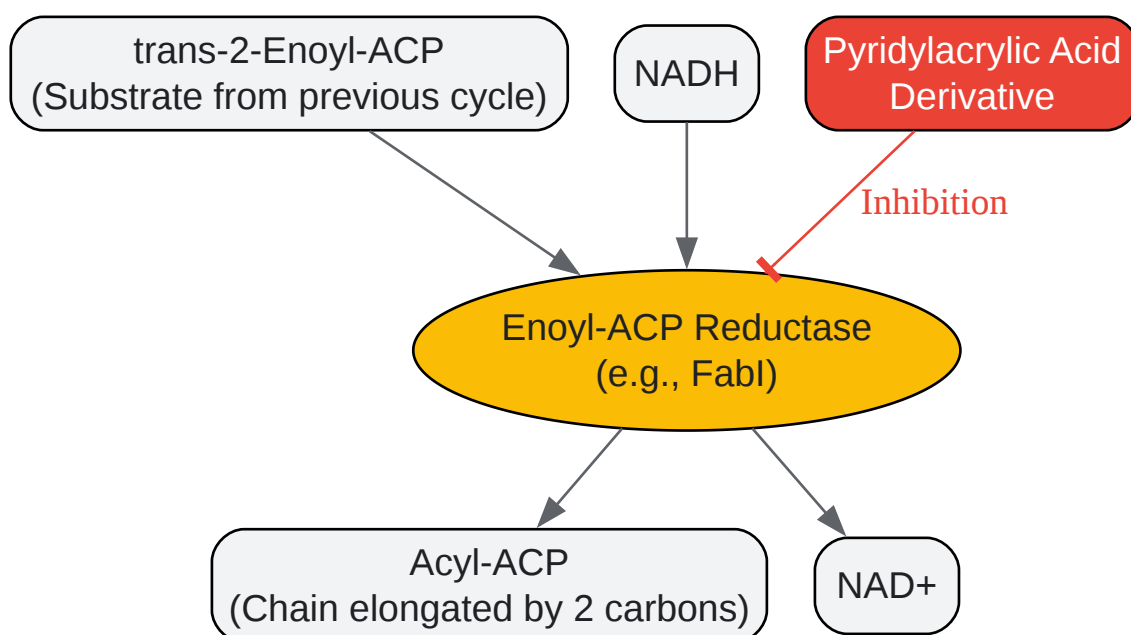 trans-2-Enoyl-ACP
(Substrate from previous cycle)
NADH
Pyridylacrylic Acid
Derivative
Inhibition
Enoyl-ACP Reductase
(e.g., FabI)
Acyl-ACP
(Chain elongated by 2 carbons)
NAD+